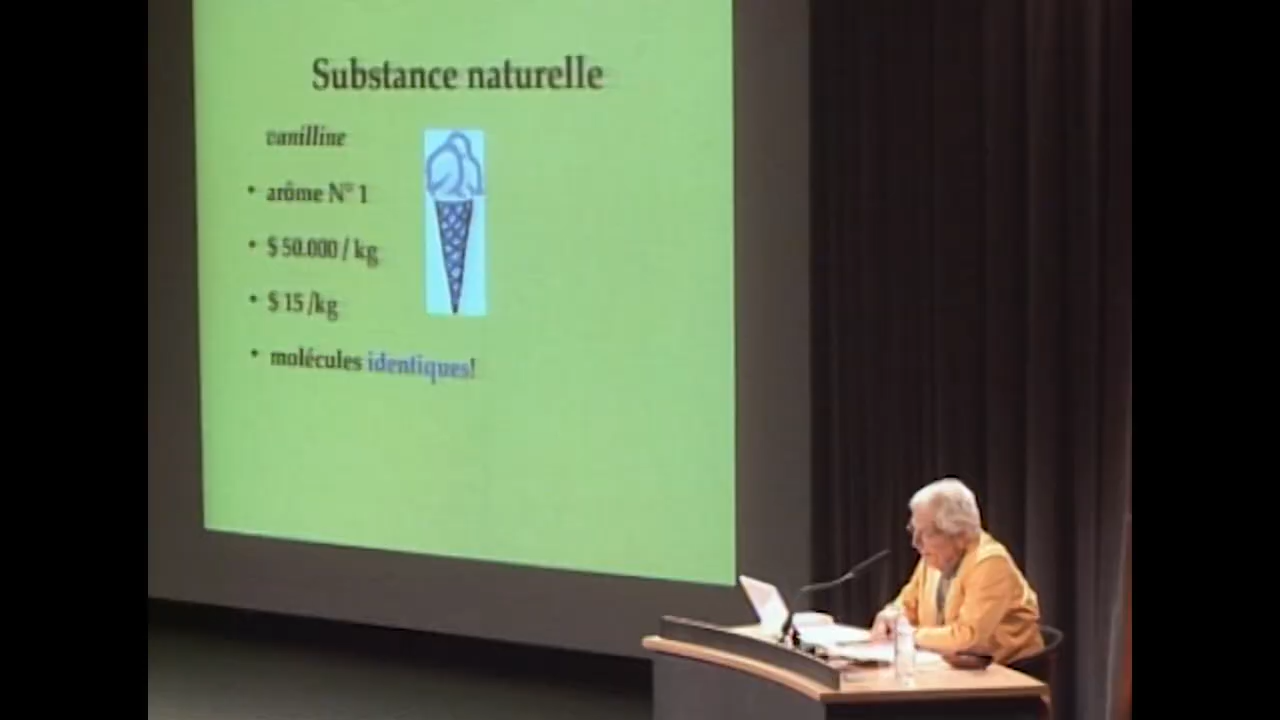 Substance naturelle
vanilline
• arôme N° 1
• $ 50.000 / kg
• $ 15 /kg
• molécules identiques!